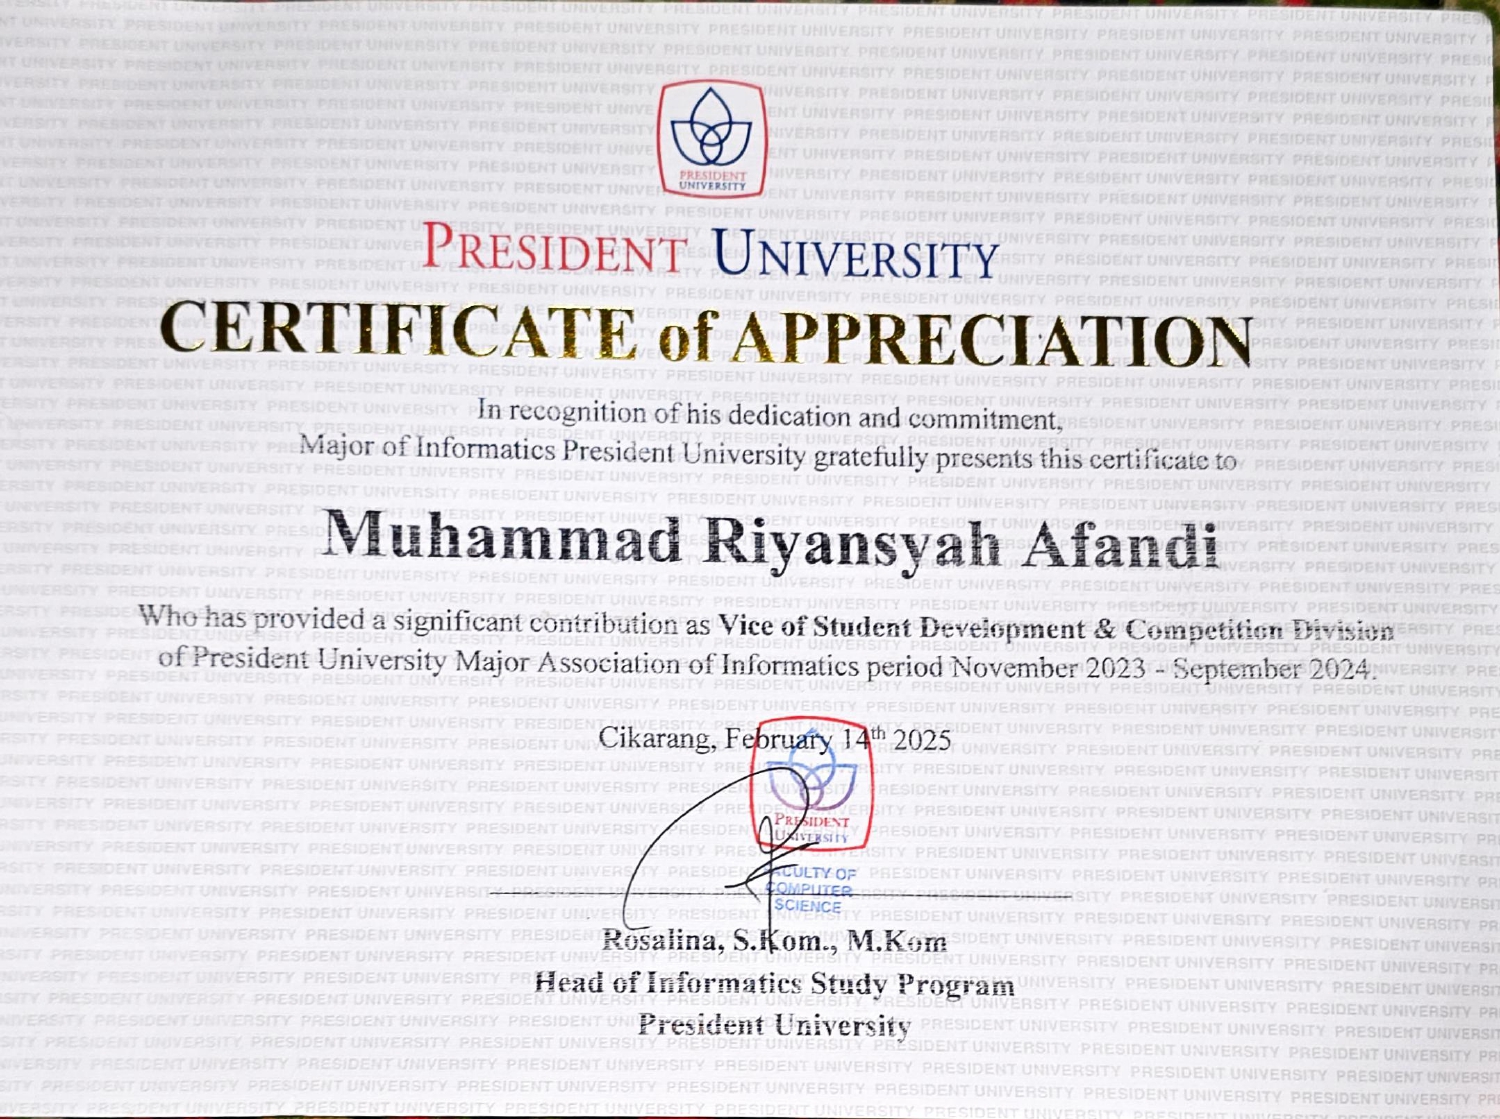 PRESIDENT
UNIVERSITY
PRESIDENT UNIVERSITY
CERTIFICATE of APPRECIATION
In recognition of his dedication and commitment,
Major of Informatics President University gratefully presents this certificate to
Muhammad Riyansyah Afandi
Who has provided a significant contribution as Vice of Student Development & Competition Division
of President University Major Association of Informatics period November 2023 - September 2024.
Cikarang, February 14th 2025
PRESIDENT
UNIVERSITY
FACULTY OF
COMPUTER
SCIENCE
Rosalina, S.Kom., M.Kom
Head of Informatics Study Program
President University